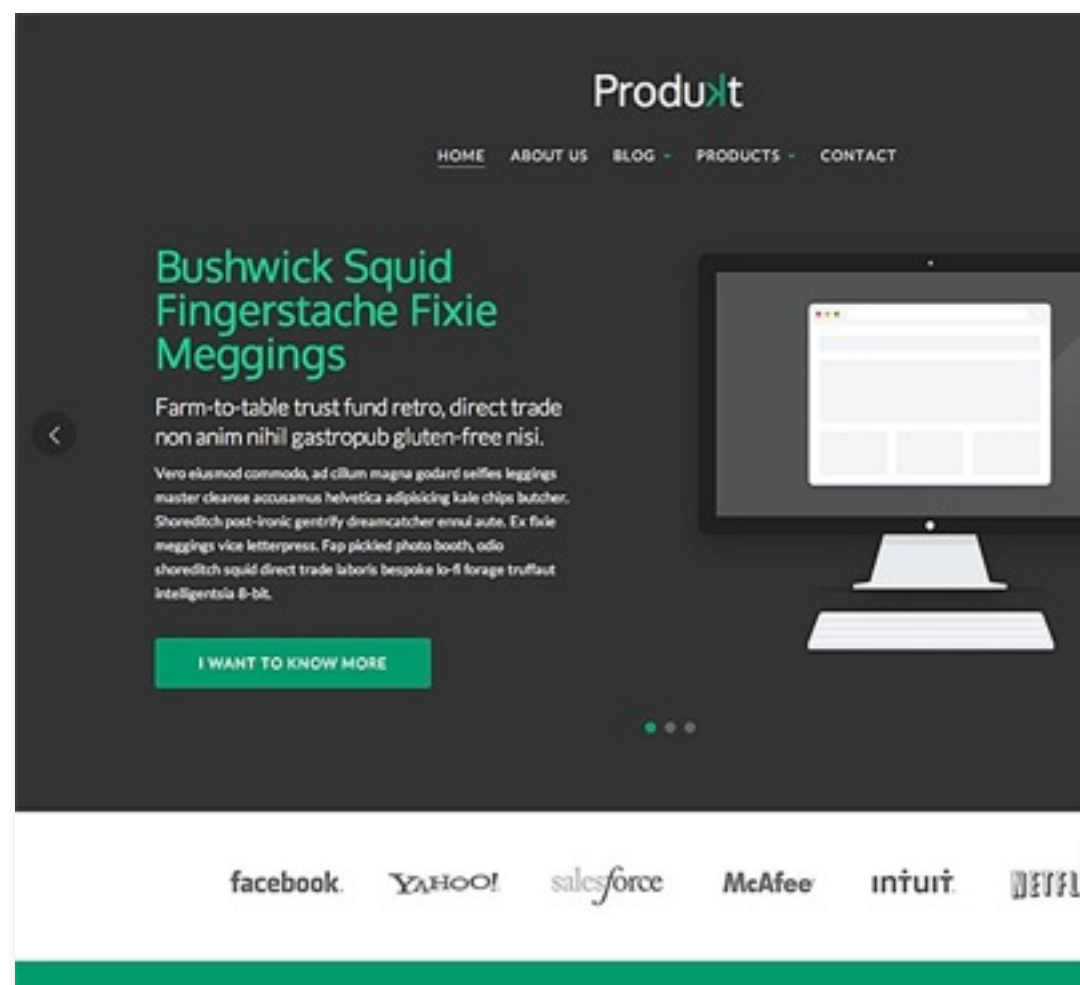 Produkt
HOME ABOUT US BLOG PRODUCTS CONTACT
Bushwick Squid
Fingerstache Fixie
Meggings
Farm-to-table trust fund retro, direct trade
non anim nihil gastropub gluten-free nisi.
Vero eiusmod commodo, ad cillum magna godard selfies leggings
master cleanse accusamus helvetica adipisicing kale chips butcher.
Shoreditch post-ironic gentrify dreamcatcher ennui aute. Ex fixie
meggings vice letterpress. Fap pickled photo booth, odio
shoreditch squid direct trade laboris bespoke lo-fi forage truffaut
intelligentsia 8-bit.
I WANT TO KNOW MORE
facebook. YAHOO! salesforce McAfee intuit. NETFL